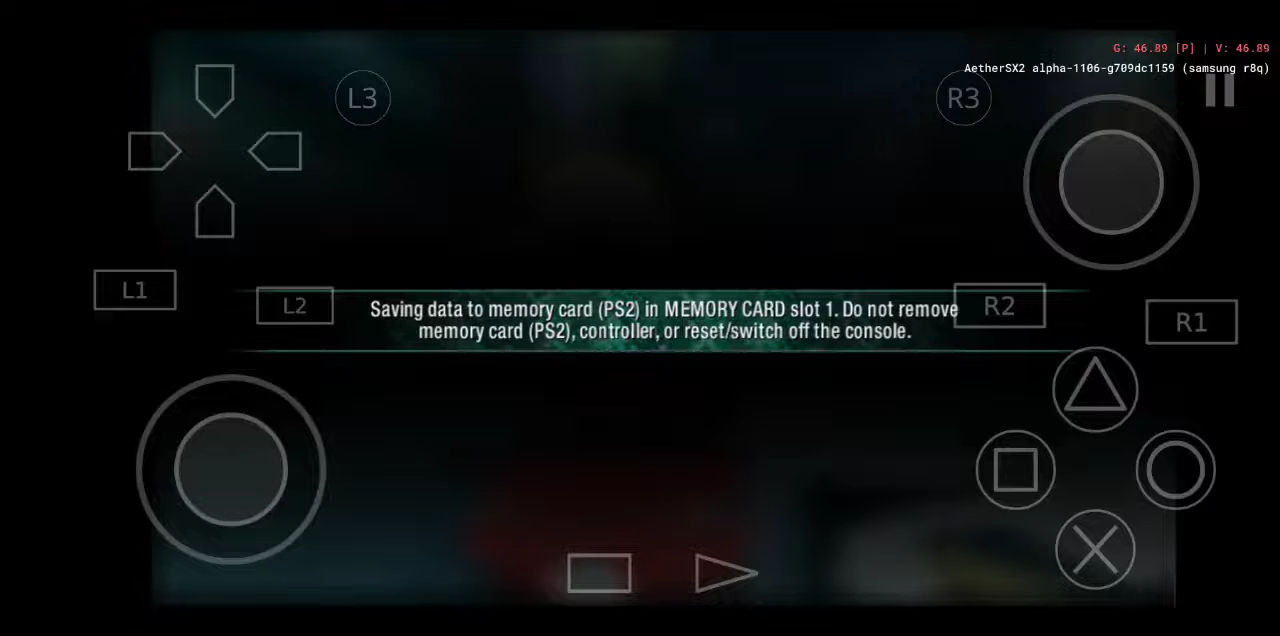 G: 46.89 [P] | V: 46.89
AetherSX2 alpha-1106-g709dc1159 (samsung r8q)
L3
R3
L1
L2
R2
R1
Saving data to memory card (PS2) in MEMORY CARD slot 1. Do not remove
memory card (PS2), controller, or reset/switch off the console.